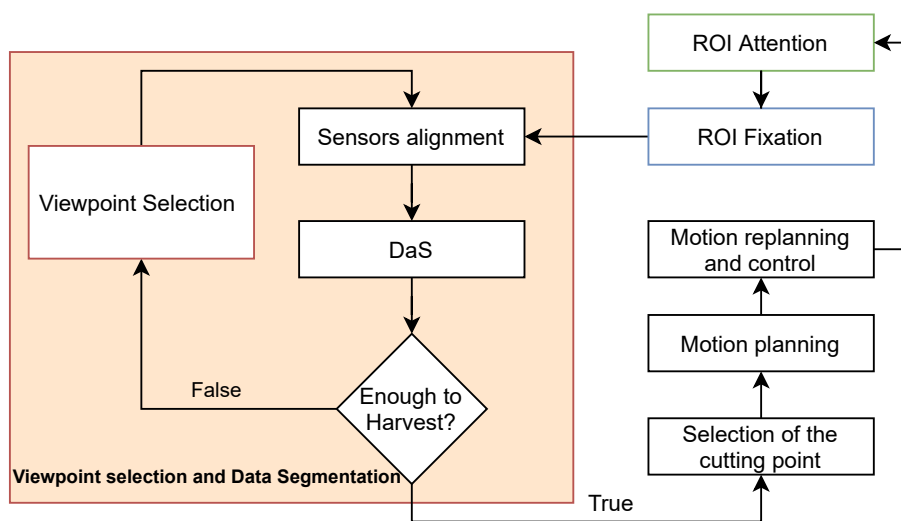 ROI Attention
Sensors alignment
ROI Fixation
Viewpoint Selection
DaS
Motion replanning
and control
Motion planning
False
Enough to
Harvest?
Selection of the
cutting point
Viewpoint selection and Data Segmentation
True